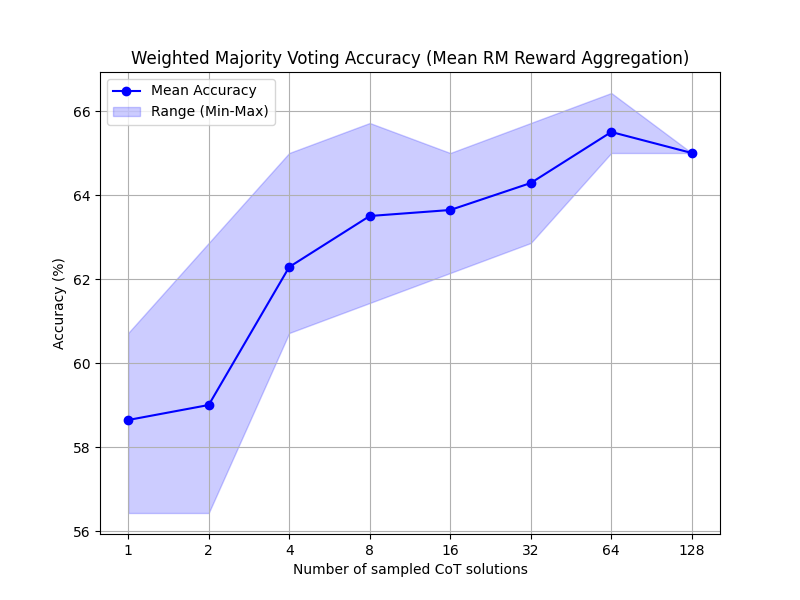 Weighted Majority Voting Accuracy (Mean RM Reward Aggregation)
Mean Accuracy
Range (Min-Max)
Accuracy (%)
66
64
62
60
58
56
1 2 4 8 16 32 64 128
Number of sampled CoT solutions